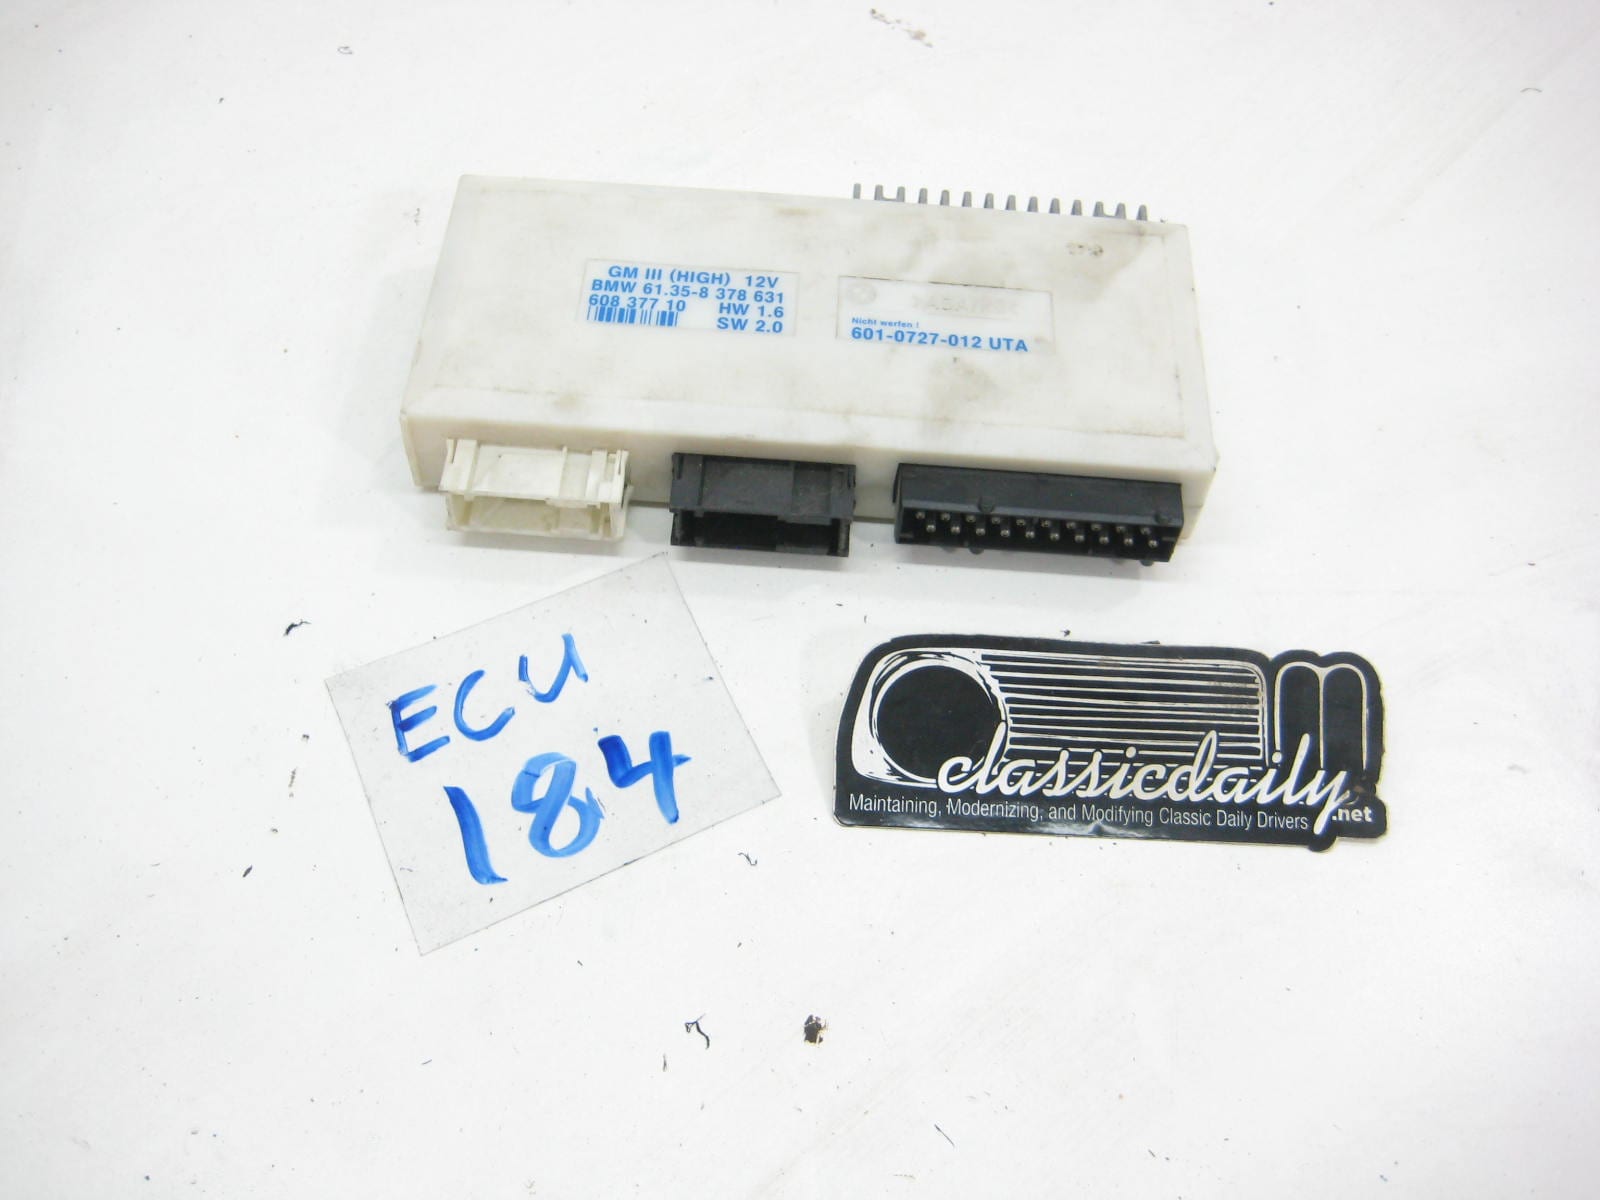 GM III (HIGH) 12V
BMW 61.35-8 378 631
608 377 10 HW 1.6
SW 2.0
Nicht werfen !
601-0727-012 UTA
ECU
184
classicdaily.net
Maintaining, Modernizing, and Modifying Classic Daily Drivers